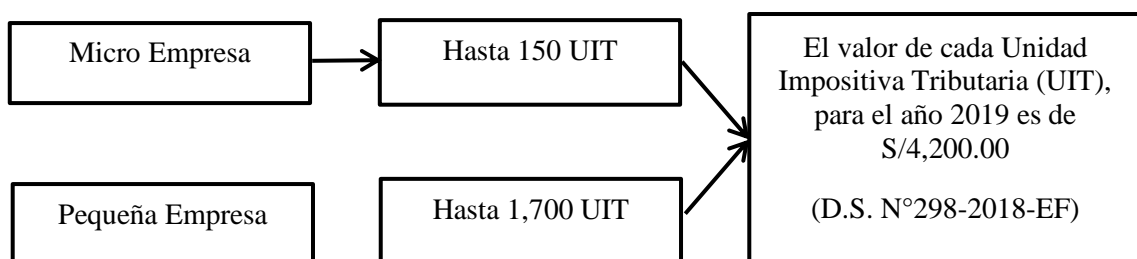 Micro Empresa
Hasta 150 UIT
El valor de cada Unidad
Impositiva Tributaria (UIT),
para el año 2019 es de
S/4,200.00
(D.S. N°298-2018-EF)
Pequeña Empresa
Hasta 1,700 UIT